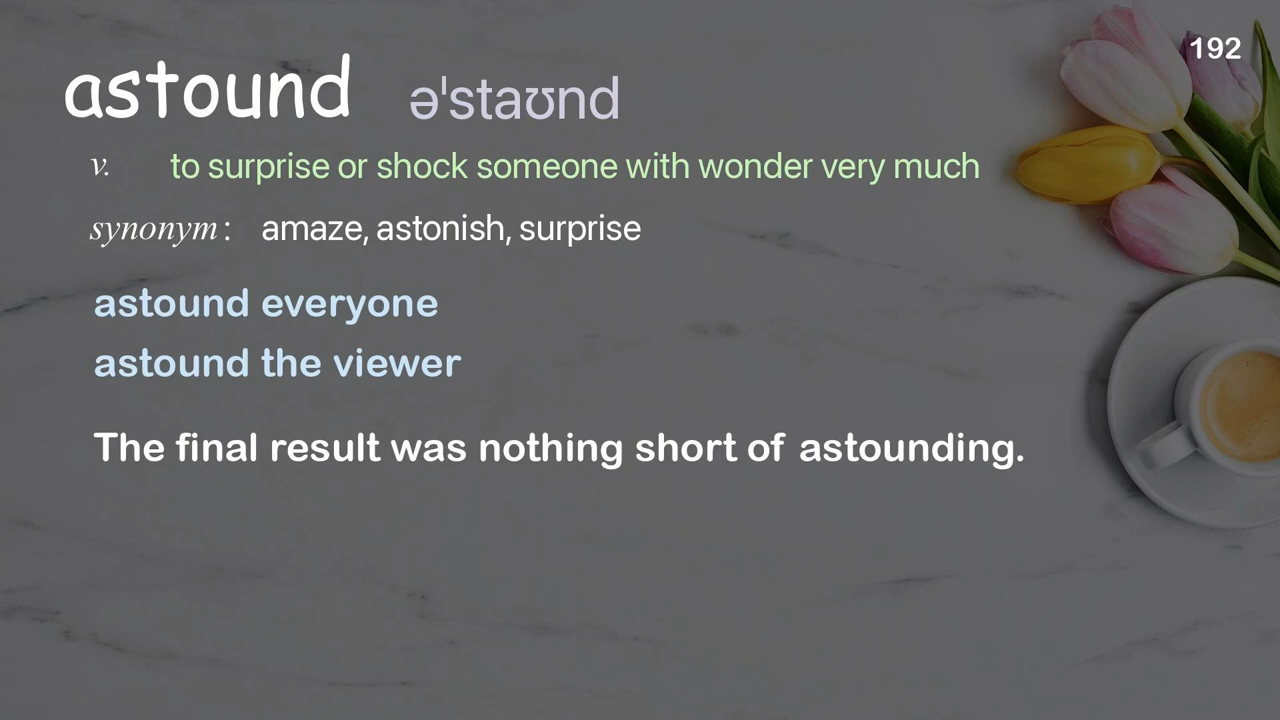 192
astound əˈstaʊnd
v. to surprise or shock someone with wonder very much
synonym: amaze, astonish, surprise
astound everyone
astound the viewer
The final result was nothing short of astounding.